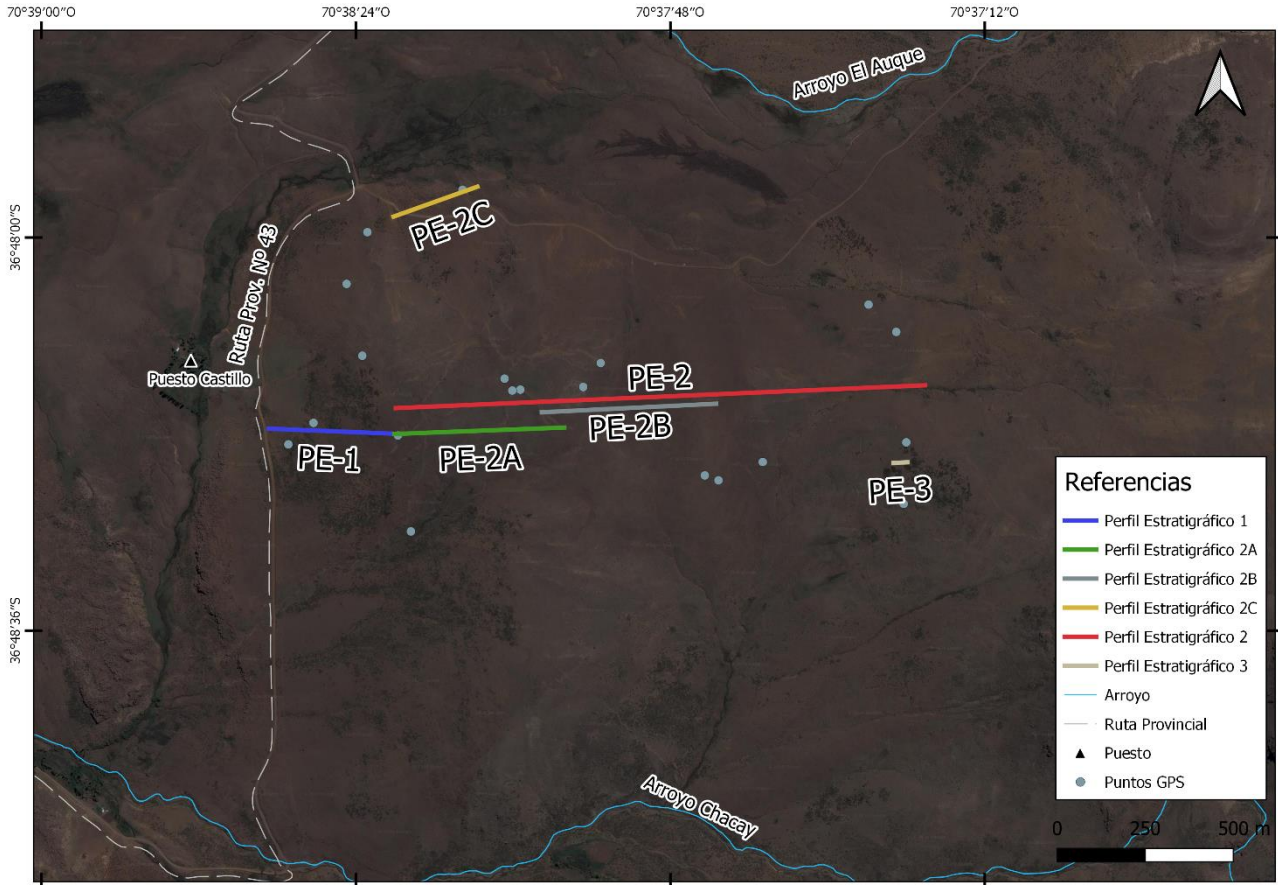 70°39'00"O
70°38'24"O
70°37'48"O
70°37'12"O
Arroyo El Auque
PE-2C
36°48'00"S
Ruta Prov. Nº 43
Puesto Castillo
PE-2
PE-2B
PE-1
PE-2A
PE-3
36°48'36"S
Arroyo Chacay
Referencias
Perfil Estratigráfico 1
Perfil Estratigráfico 2A
Perfil Estratigráfico 2B
Perfil Estratigráfico 2C
Perfil Estratigráfico 2
Perfil Estratigráfico 3
Arroyo
Ruta Provincial
Puesto
Puntos GPS
0 250 500 m